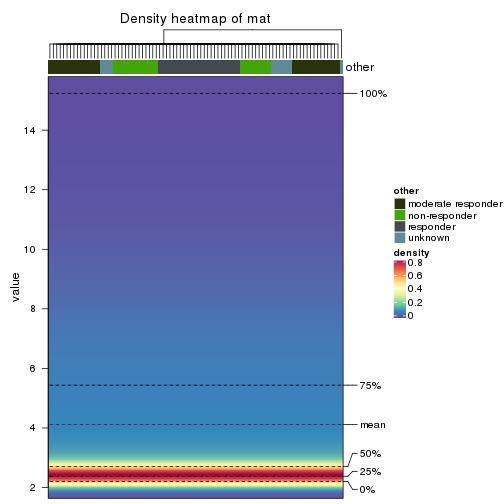 Density heatmap of mat
other
100%
14
12
10
8
6
4
2
value
75%
mean
50%
25%
0%
other
moderate responder
non-responder
responder
unknown
density
0.8
0.6
0.4
0.2
0